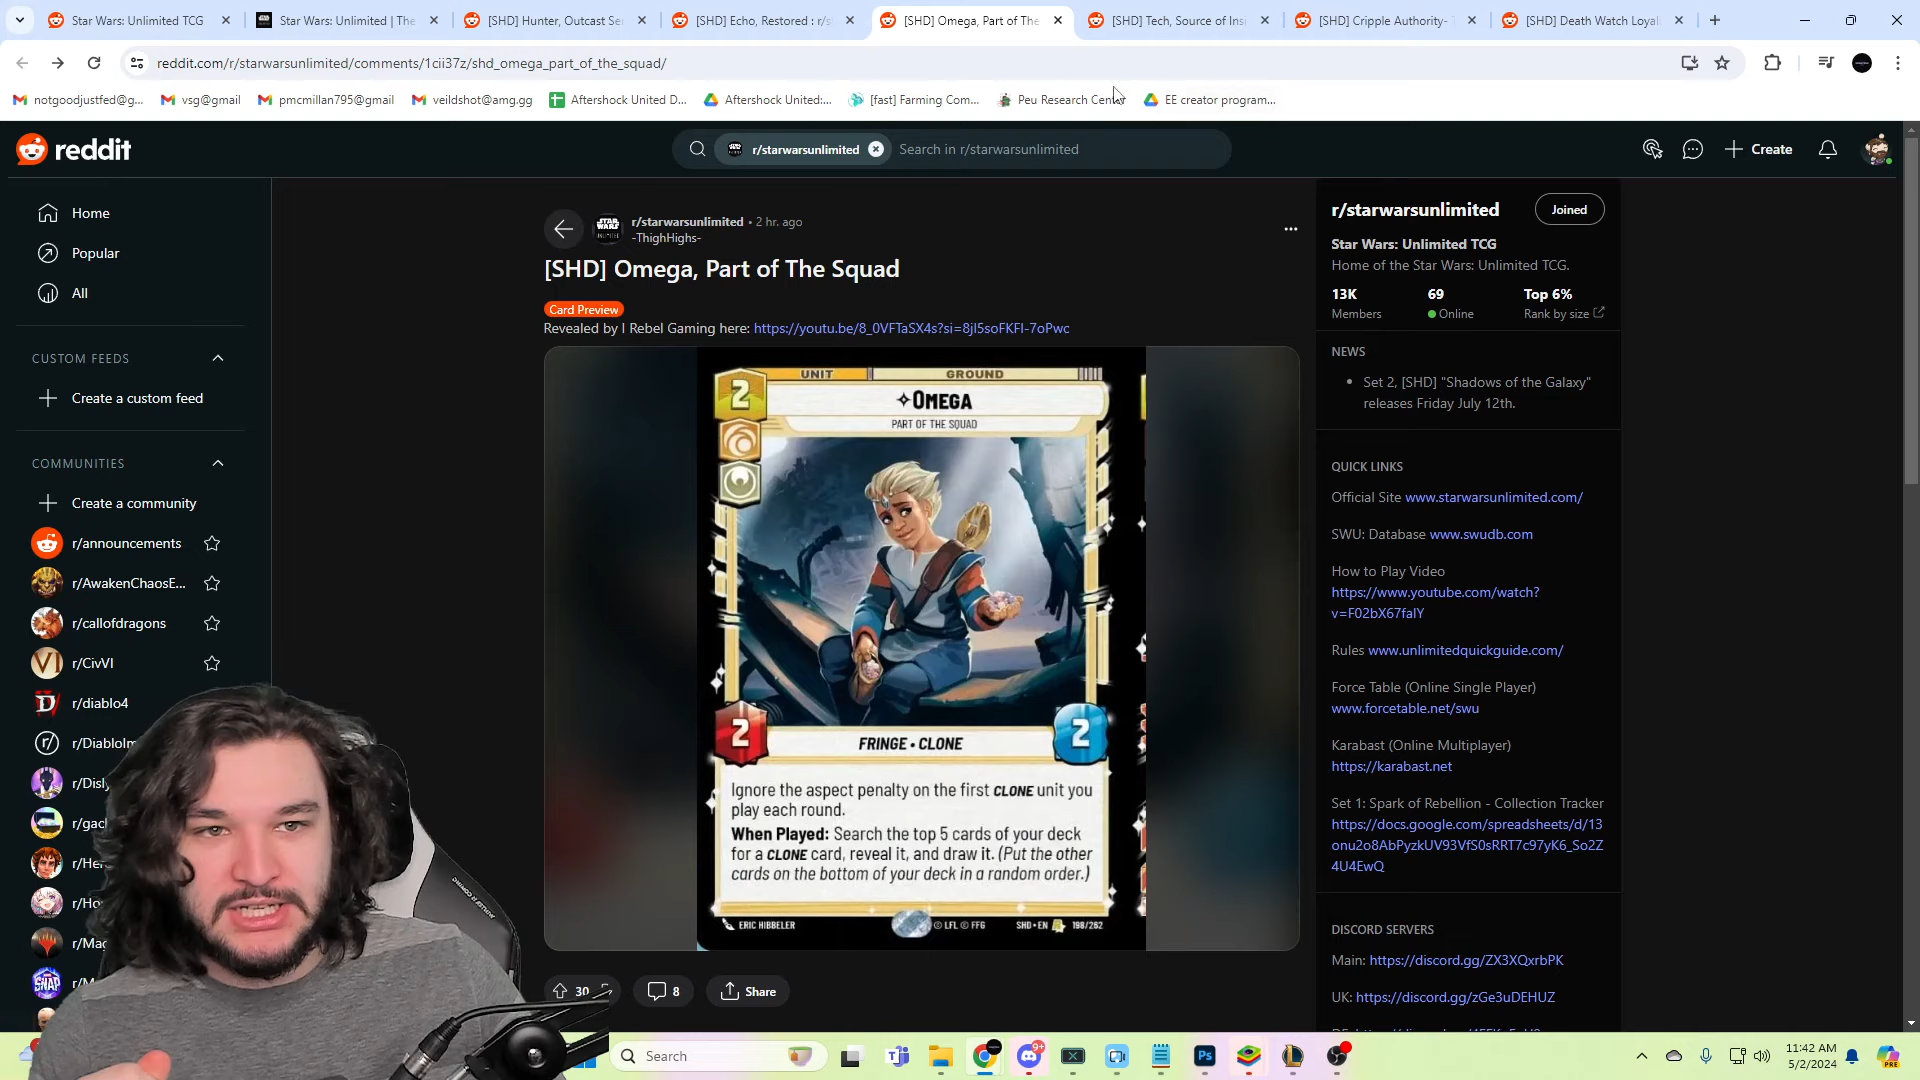 Star Wars: Unlimited TCG
Star Wars: Unlimited | The
[SHD] Hunter, Outcast Se
[SHD] Echo, Restored : r/s
[SHD] Omega, Part of The
[SHD] Tech, Source of Ins
[SHD] Cripple Authority-
[SHD] Death Watch Loyal
reddit.com/r/starwarsunlimited/comments/1cii37z/shd_omega_part_of_the_squad/
notgoodjustfed@g...
vsg@gmail
pmcmillan795@gmail
veildshot@amg.gg
Aftershock United D...
Aftershock United:...
[fast] Farming Com...
Peu Research Cent
EE creator program...
reddit
r/starwarsunlimited
Search in r/starwarsunlimited
Create
Home
Popular
All
CUSTOM FEEDS
Create a custom feed
COMMUNITIES
Create a community
r/announcements
r/AwakenChaosE...
r/callofdragons
r/CivVI
r/diablo4
r/DiabloIm
r/Disly
r/gach
r/He
r/Ho
r/Mag
r/M
SNAP
r/starwarsunlimited • 2 hr. ago
-ThighHighs-
[SHD] Omega, Part of The Squad
Card Preview
Revealed by I Rebel Gaming here: https://youtu.be/8_0VFTaSX4s?si=8jl5soFKFI-7oPwc
UNIT
GROUND
2
OMEGA
PART OF THE SQUAD
2
2
FRINGE • CLONE
Ignore the aspect penalty on the first CLONE unit you
play each round.
When Played: Search the top 5 cards of your deck
for a CLONE card, reveal it, and draw it. (Put the other
cards on the bottom of your deck in a random order.)
ERIC HIBBELER
© LFL © FFG
SHD • EN
198/262
30
8
Share
r/starwarsunlimited
Joined
Star Wars: Unlimited TCG
Home of the Star Wars: Unlimited TCG.
13K
69
Top 6%
Members
Online
Rank by size
NEWS
Set 2, [SHD] "Shadows of the Galaxy"
releases Friday July 12th.
QUICK LINKS
Official Site www.starwarsunlimited.com/
SWU: Database www.swudb.com
How to Play Video
https://www.youtube.com/watch?
v=F02bX67faIY
Rules www.unlimitedquickguide.com/
Force Table (Online Single Player)
www.forcetable.net/swu
Karabast (Online Multiplayer)
https://karabast.net
Set 1: Spark of Rebellion - Collection Tracker
https://docs.google.com/spreadsheets/d/13
onu2o8AbPyzkUV93VfS0sRRT7c97yK6_So2Z
4U4EwQ
DISCORD SERVERS
Main: https://discord.gg/ZX3XQxrbPK
UK: https://discord.gg/zGe3uDEHUZ
Search
9+
Ps
11:42 AM
5/2/2024
PRE